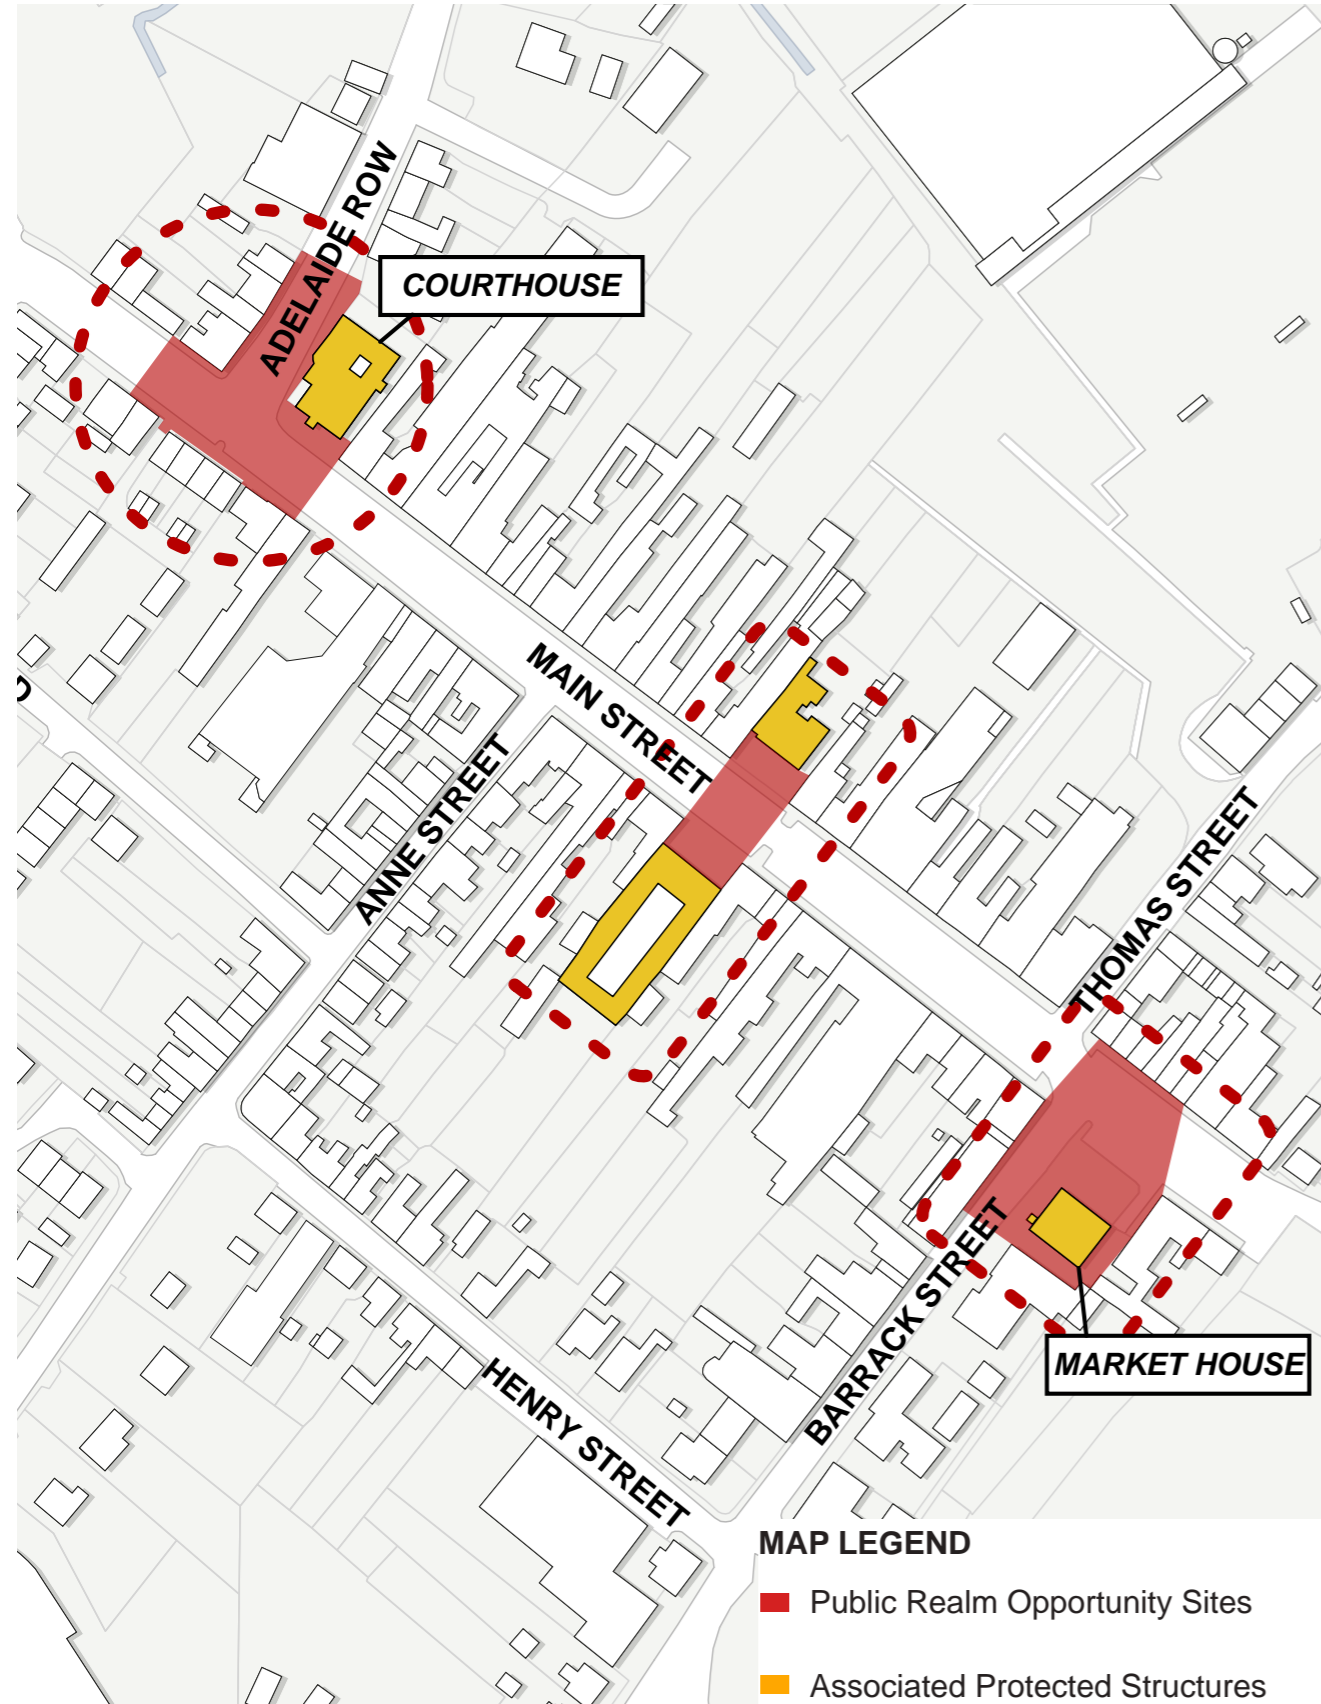 ADELAIDE ROW
COURTHOUSE
MAIN STREET
ANNE STREET
THOMAS STREET
BARRACK STREET
MARKET HOUSE
HENRY STREET
MAP LEGEND
Public Realm Opportunity Sites
Associated Protected Structures